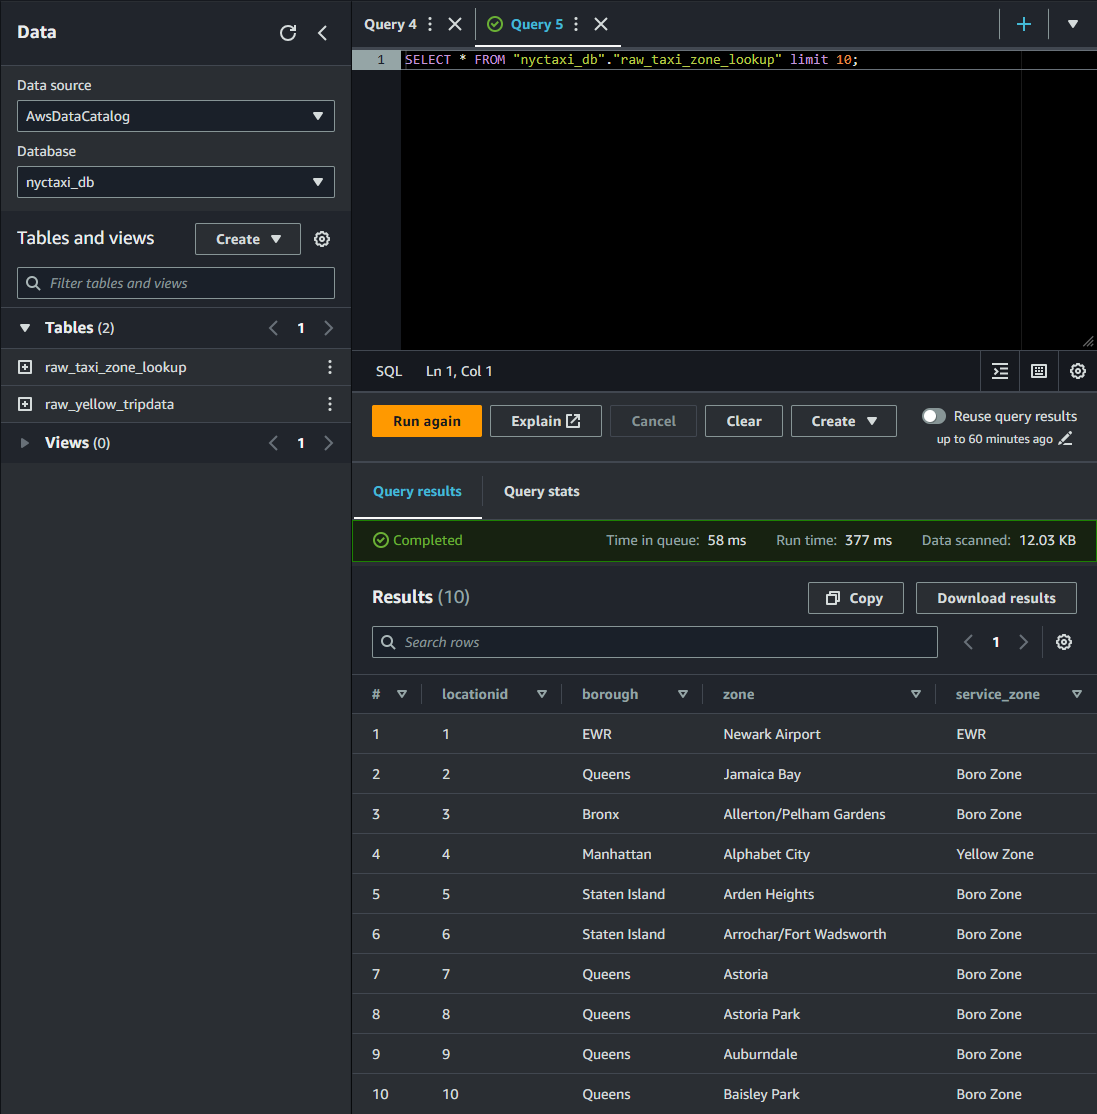 Data
Data source
AwsDataCatalog
Database
nyctaxi_db
Tables and views
Create
Filter tables and views
Tables (2)
1
raw_taxi_zone_lookup
raw_yellow_tripdata
Views (0)
1
Query 4
Query 5
1 SELECT * FROM "nyctaxi_db"."raw_taxi_zone_lookup" limit 10;
SQL Ln 1, Col 1
Run again
Explain
Cancel
Clear
Create
Reuse query results
up to 60 minutes ago
Query results
Query stats
Completed
Time in queue: 58 ms
Run time: 377 ms
Data scanned: 12.03 KB
Results (10)
Copy
Download results
Search rows
1
# locationid borough zone service_zone
1 1 EWR Newark Airport EWR
2 2 Queens Jamaica Bay Boro Zone
3 3 Bronx Allerton/Pelham Gardens Boro Zone
4 4 Manhattan Alphabet City Yellow Zone
5 5 Staten Island Arden Heights Boro Zone
6 6 Staten Island Arrochar/Fort Wadsworth Boro Zone
7 7 Queens Astoria Boro Zone
8 8 Queens Astoria Park Boro Zone
9 9 Queens Auburndale Boro Zone
10 10 Queens Baisley Park Boro Zone